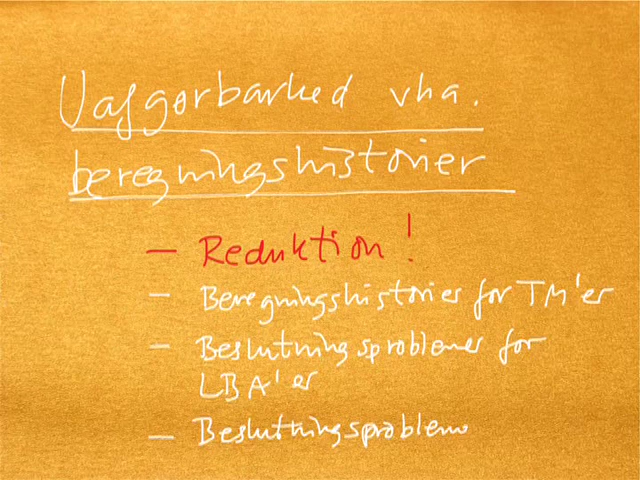 Uafgørbarhed vha.
beregningshistorier
- Reduktion!
- Beregningshistorier for TM'er
- Beslutningsproblemer for
LBA'er
- Beslutningsproblem